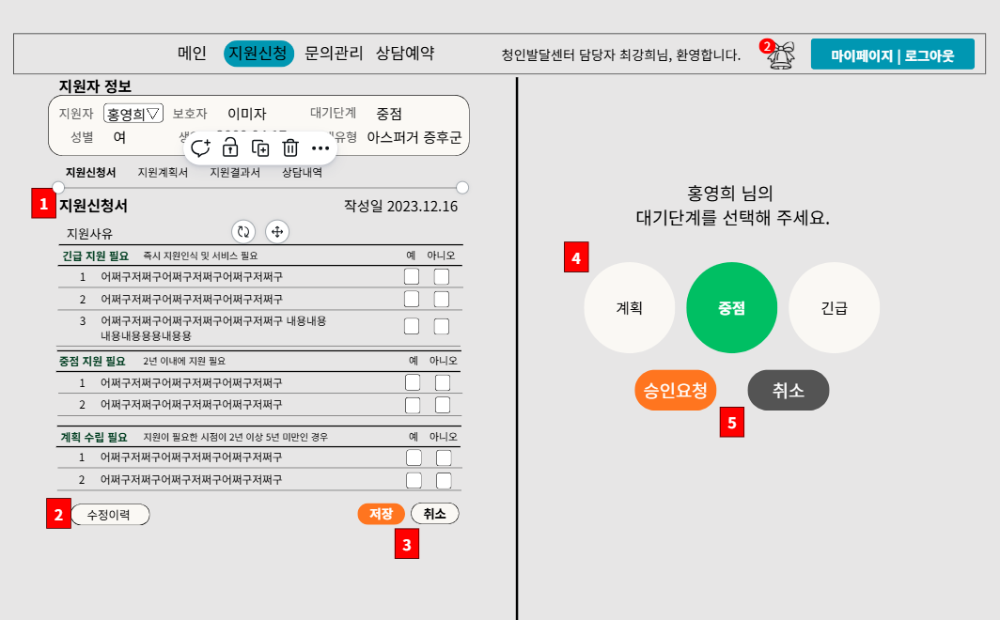 메인 지원신청 문의관리 상담예약 청인발달센터 담당자 최강희님, 환영합니다. 2 마이페이지 | 로그아웃
지원자 정보
지원자 홍영희▽ 보호자 이미자 대기단계 중점
성별 여 유형 아스퍼거 증후군
지원신청서 지원계획서 지원결과서 상담내역
1 지원신청서 작성일 2023.12.16
지원사유
긴급 지원 필요 즉시 지원인식 및 서비스 필요 예 아니오
1 어쩌구저쩌구어쩌구저쩌구어쩌구저쩌구
2 어쩌구저쩌구어쩌구저쩌구어쩌구저쩌구
3 어쩌구저쩌구어쩌구저쩌구어쩌구저쩌구 내용내용
내용내용용용내용용
중점 지원 필요 2년 이내에 지원 필요 예 아니오
1 어쩌구저쩌구어쩌구저쩌구어쩌구저쩌구
2 어쩌구저쩌구어쩌구저쩌구어쩌구저쩌구
계획 수립 필요 지원이 필요한 시점이 2년 이상 5년 미만인 경우 예 아니오
1 어쩌구저쩌구어쩌구저쩌구어쩌구저쩌구
2 어쩌구저쩌구어쩌구저쩌구어쩌구저쩌구
2 수정이력 저장 취소
3
홍영희 님의
대기단계를 선택해 주세요.
4
계획 중점 긴급
승인요청 취소
5